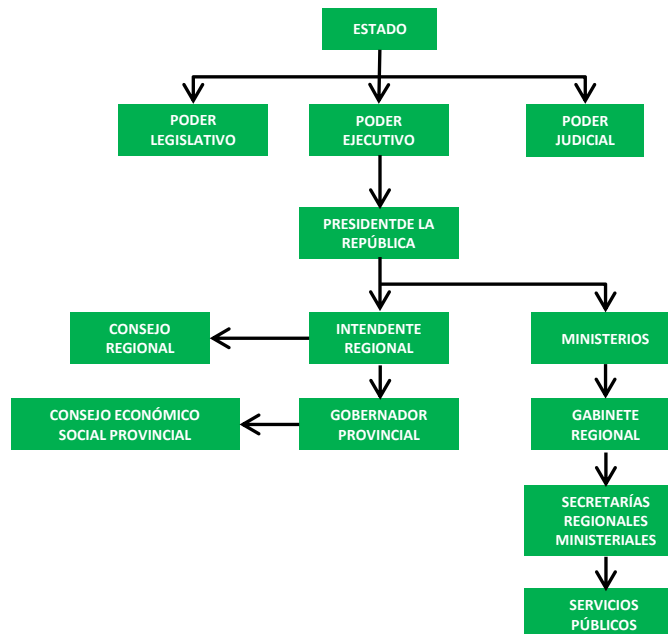 ESTADO
PODER
LEGISLATIVO
PODER
EJECUTIVO
PODER
JUDICIAL
PRESIDENTDE LA
REPÚBLICA
CONSEJO
REGIONAL
INTENDENTE
REGIONAL
MINISTERIOS
CONSEJO ECONÓMICO
SOCIAL PROVINCIAL
GOBERNADOR
PROVINCIAL
GABINETE
REGIONAL
SECRETARÍAS
REGIONALES
MINISTERIALES
SERVICIOS
PÚBLICOS